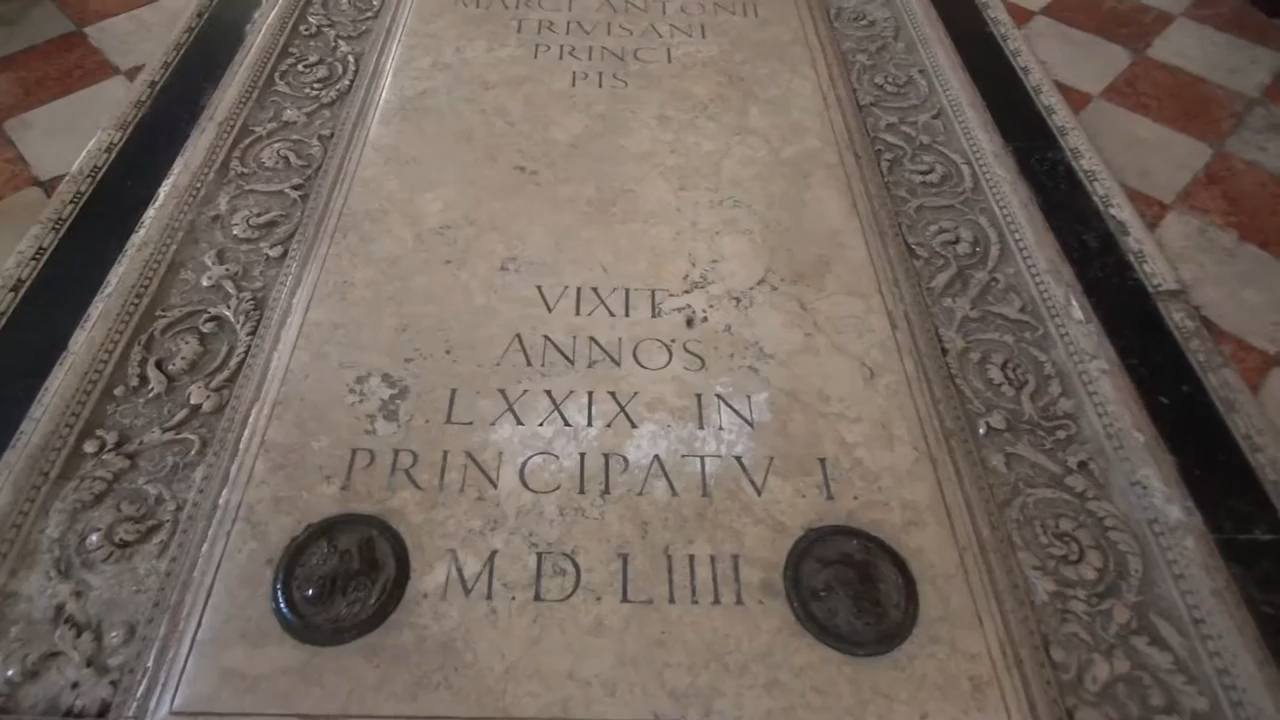 MARCI ANTONII
TRIVISANI
PRINCI
PIS
VIXIT
ANNOS
LXXIX IN
PRINCIPATV I.
M.D.LIIII.